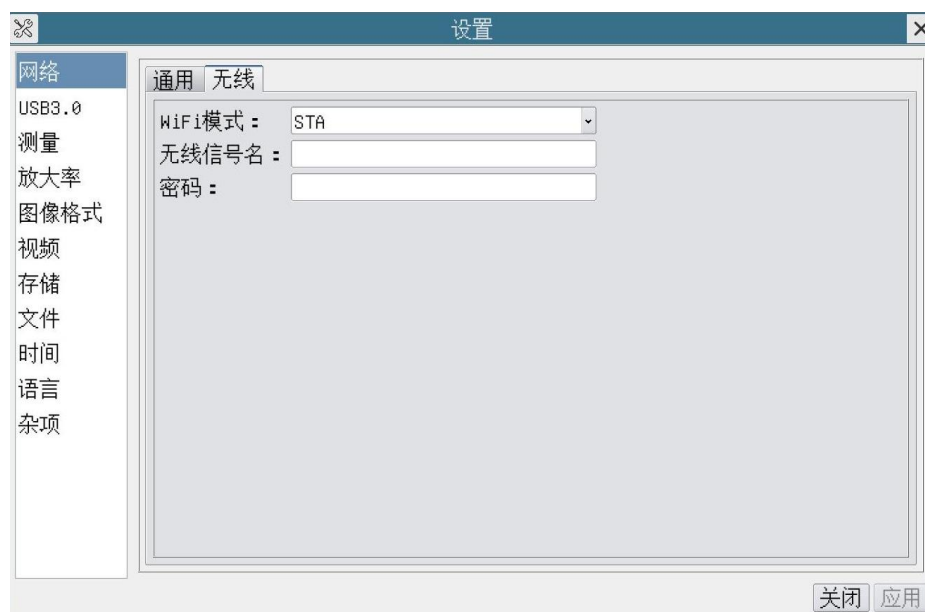 设置
网络
USB3.0
测量
放大率
图像格式
视频
存储
文件
时间
语言
杂项
通用 无线
WiFi模式： STA
无线信号名：
密码：
关闭 应用